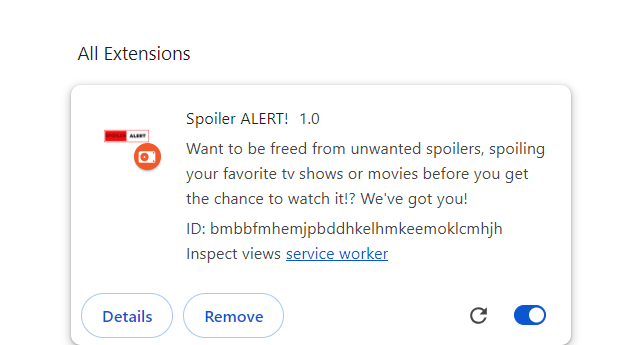 All Extensions
SPOILER ALERT
Spoiler ALERT! 1.0
Want to be freed from unwanted spoilers, spoiling
your favorite tv shows or movies before you get
the chance to watch it!? We've got you!
ID: bmbbfmhemjpbddhkelhmkeemoklcmhjh
Inspect views service worker
Details Remove